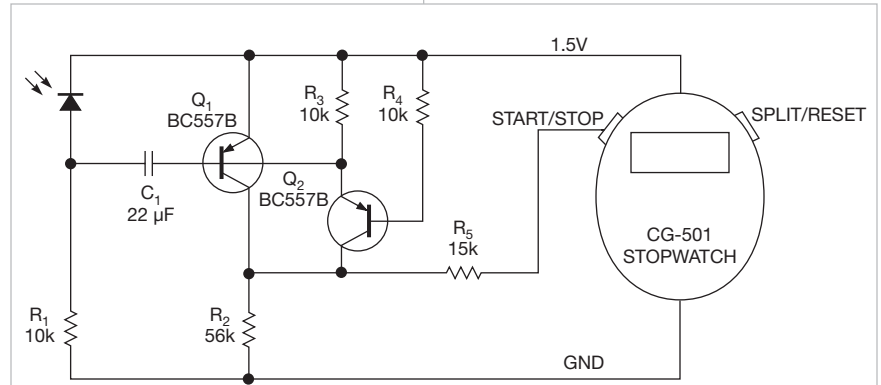 1.5V
Q₁
BC557B
R₃
10k
R₄
10k
START/STOP
SPLIT/RESET
C₁
22 µF
Q₂
BC557B
R₅
15k
CG-501
STOPWATCH
R₁
10k
R₂
56k
GND